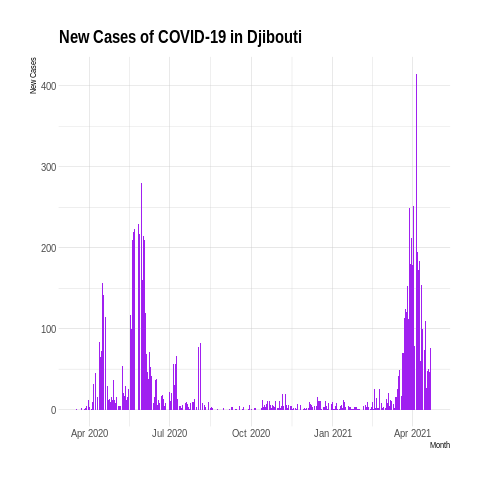 New Cases of COVID-19 in Djibouti
New Cases
400
300
200
100
0
Apr 2020
Jul 2020
Oct 2020
Jan 2021
Apr 2021
Month